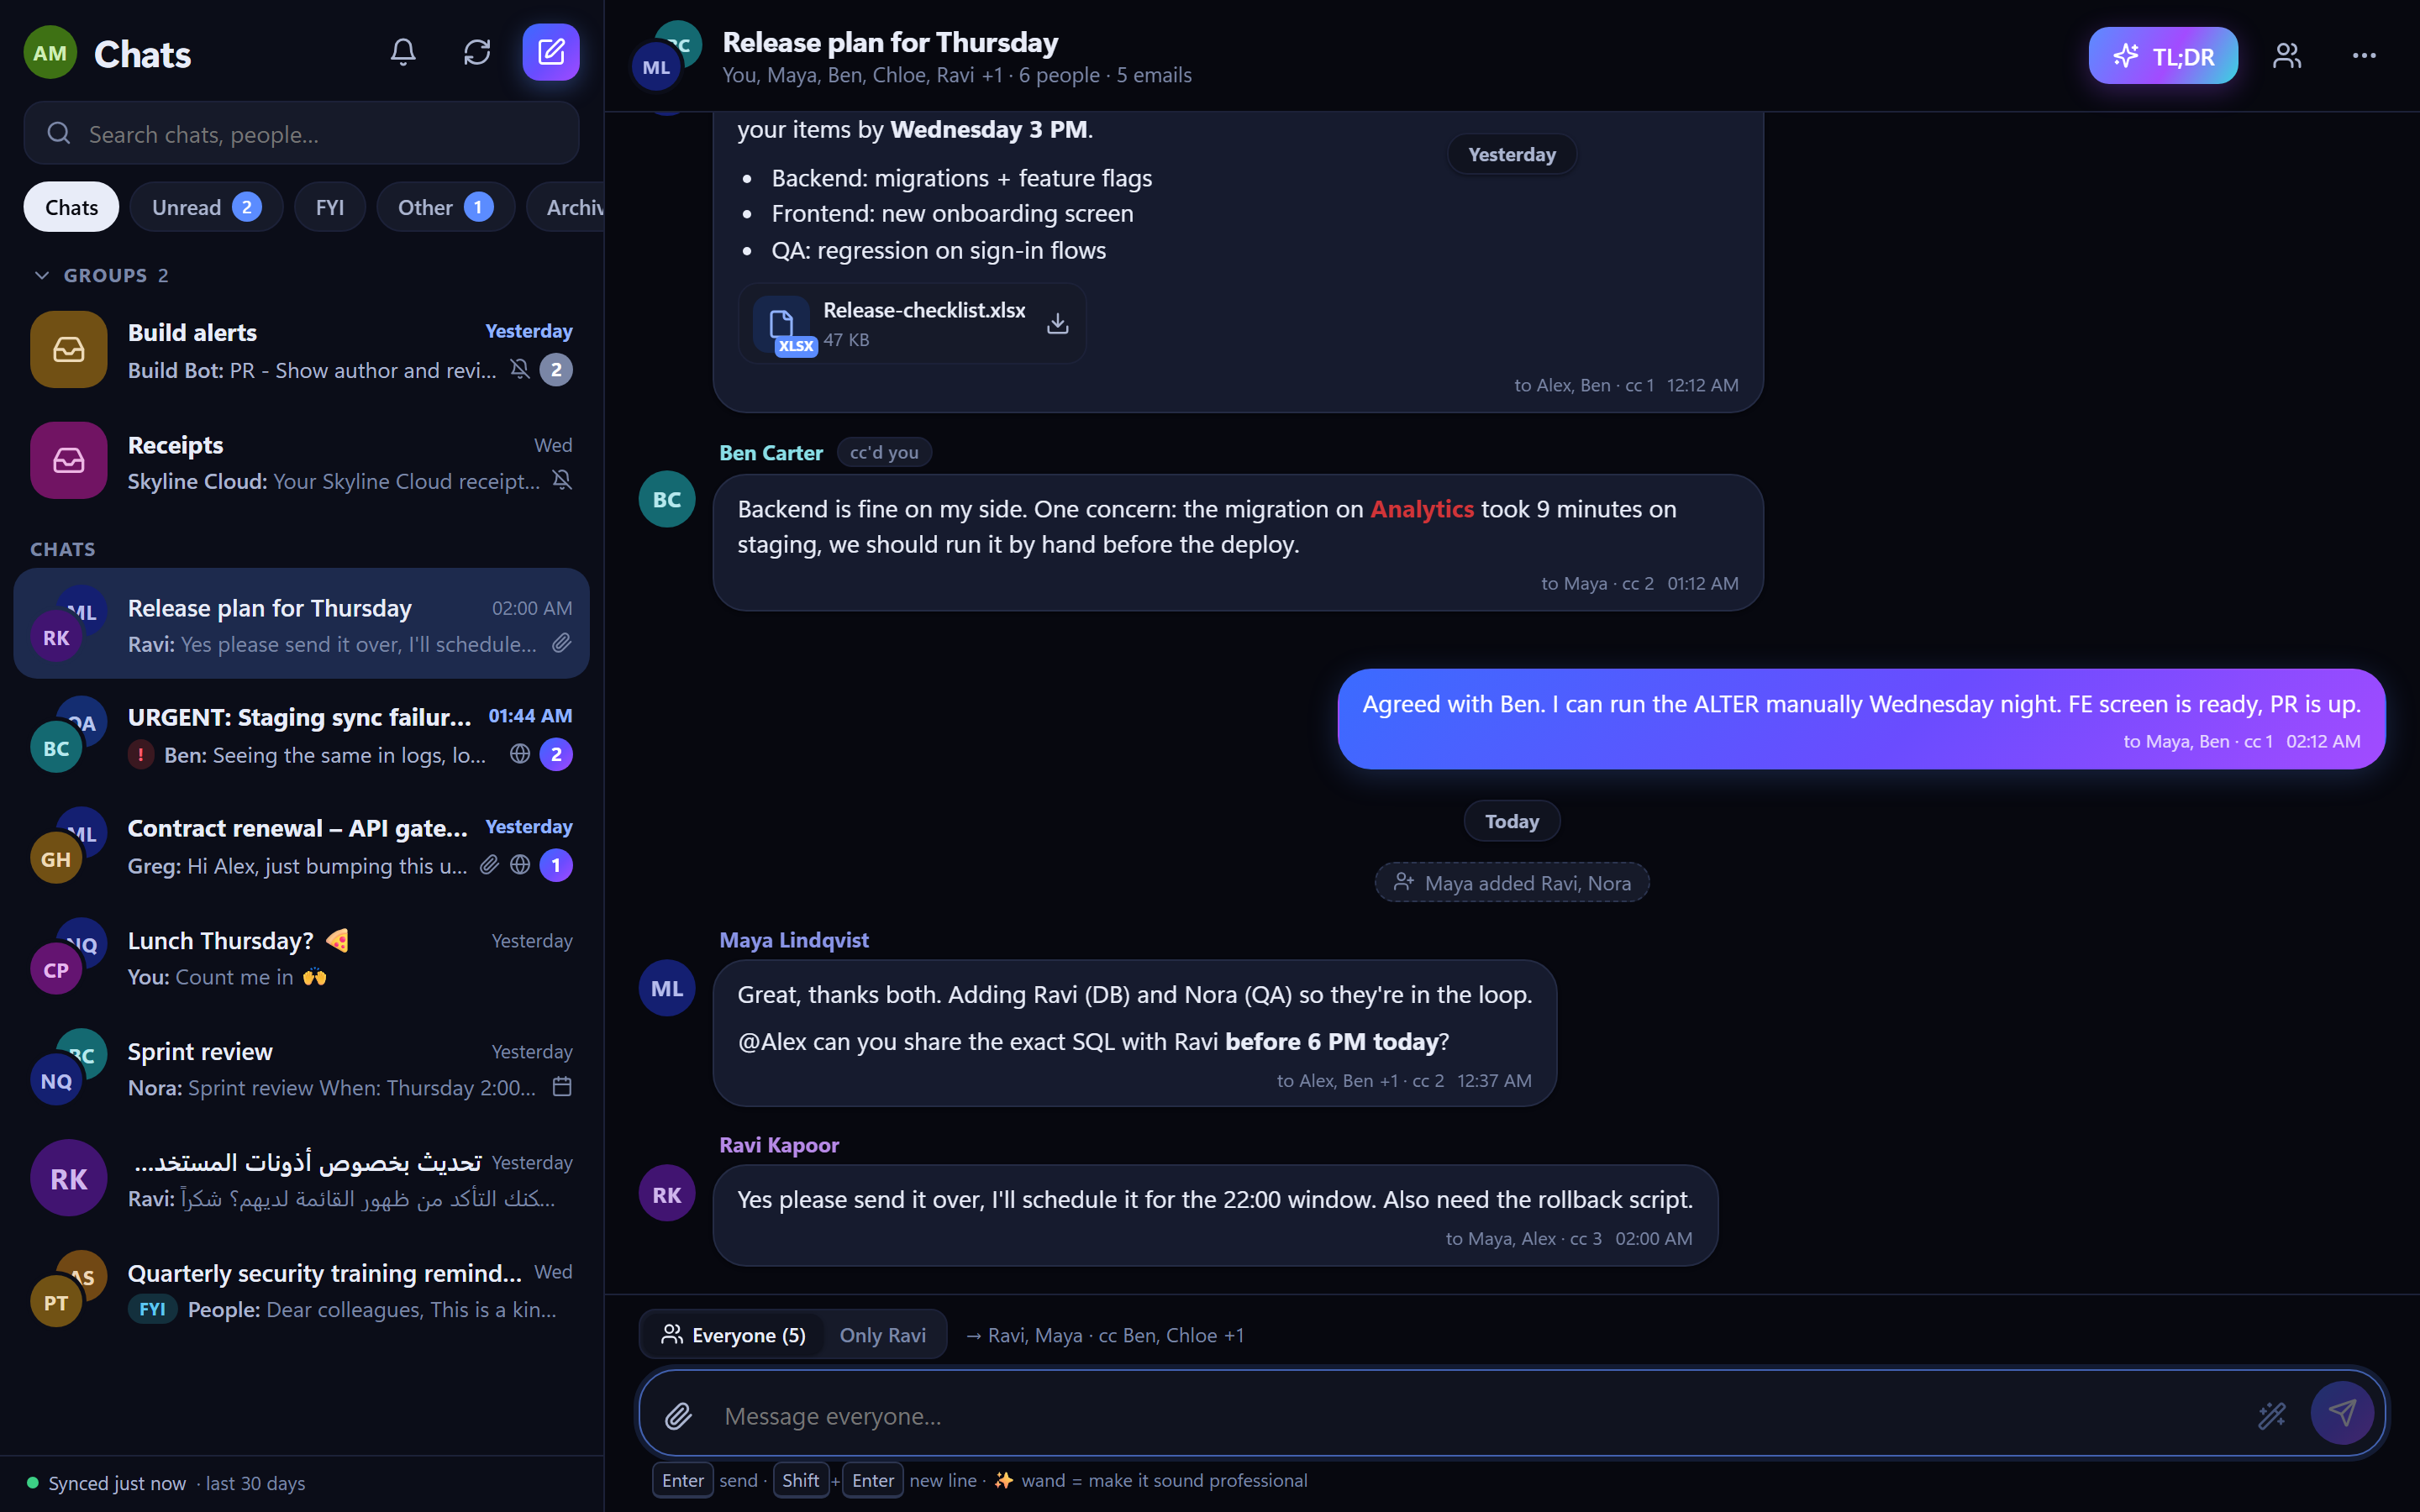 AM Chats
Search chats, people...
Chats Unread 2 FYI Other 1 Archiv
GROUPS 2
Build alerts Yesterday
Build Bot: PR - Show author and revi... 2
Receipts Wed
Skyline Cloud: Your Skyline Cloud receipt...
CHATS
ML RK
Release plan for Thursday 02:00 AM
Ravi: Yes please send it over, I'll schedule...
QA BC
URGENT: Staging sync failur... 01:44 AM
! Ben: Seeing the same in logs, lo... 2
ML GH
Contract renewal – API gate... Yesterday
Greg: Hi Alex, just bumping this u... 1
NQ CP
Lunch Thursday? 🍕 Yesterday
You: Count me in 🙌
BC NQ
Sprint review Yesterday
Nora: Sprint review When: Thursday 2:00...
RK
تحديث بخصوص أذونات المستخد... Yesterday
Ravi: ...كنك التأكد من ظهور القائمة لديهم؟ شكراً
AS PT
Quarterly security training remind... Wed
FYI People: Dear colleagues, This is a kin...
Synced just now · last 30 days
BC ML
Release plan for Thursday
You, Maya, Ben, Chloe, Ravi +1 · 6 people · 5 emails
TL;DR
your items by Wednesday 3 PM.
Yesterday
• Backend: migrations + feature flags
• Frontend: new onboarding screen
• QA: regression on sign-in flows
Release-checklist.xlsx
XLSX 47 KB
to Alex, Ben · cc 1 12:12 AM
Ben Carter cc'd you
BC
Backend is fine on my side. One concern: the migration on Analytics took 9 minutes on
staging, we should run it by hand before the deploy.
to Maya · cc 2 01:12 AM
Agreed with Ben. I can run the ALTER manually Wednesday night. FE screen is ready, PR is up.
to Maya, Ben · cc 1 02:12 AM
Today
Maya added Ravi, Nora
Maya Lindqvist
ML
Great, thanks both. Adding Ravi (DB) and Nora (QA) so they're in the loop.
@Alex can you share the exact SQL with Ravi before 6 PM today?
to Alex, Ben +1 · cc 2 12:37 AM
Ravi Kapoor
RK
Yes please send it over, I'll schedule it for the 22:00 window. Also need the rollback script.
to Maya, Alex · cc 3 02:00 AM
Everyone (5) Only Ravi → Ravi, Maya · cc Ben, Chloe +1
Message everyone...
Enter send · Shift + Enter new line · ✨ wand = make it sound professional